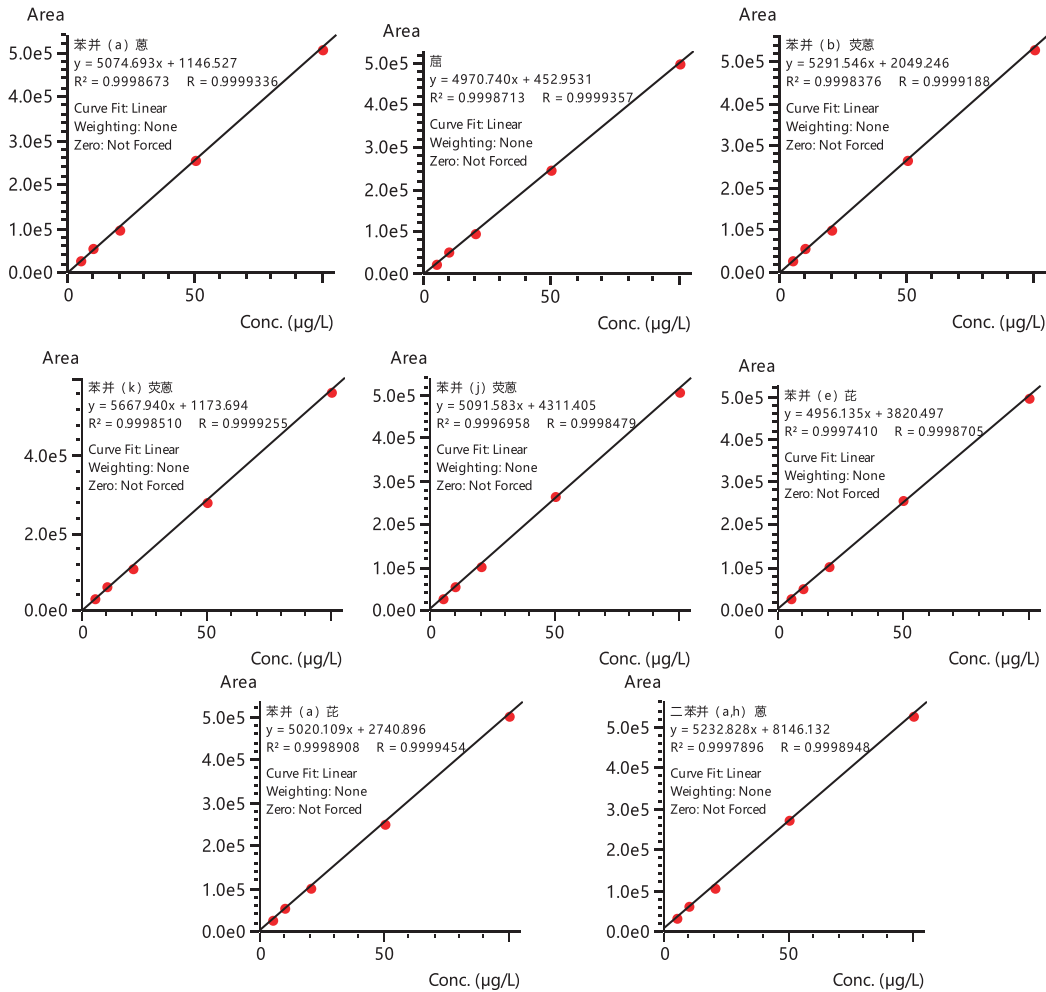 Area
苯并（a）蒽
y = 5074.693x + 1146.527
R² = 0.9998673 R = 0.9999336
Curve Fit: Linear
Weighting: None
Zero: Not Forced
5.0e5
4.0e5
3.0e5
2.0e5
1.0e5
0.0e0
0
50
Conc. (µg/L)
Area
䓛
y = 4970.740x + 452.9531
R² = 0.9998713 R = 0.9999357
Curve Fit: Linear
Weighting: None
Zero: Not Forced
5.0e5
4.0e5
3.0e5
2.0e5
1.0e5
0.0e0
0
50
Conc. (µg/L)
Area
苯并（b）荧蒽
y = 5291.546x + 2049.246
R² = 0.9998376 R = 0.9999188
Curve Fit: Linear
Weighting: None
Zero: Not Forced
5.0e5
4.0e5
3.0e5
2.0e5
1.0e5
0.0e0
0
50
Conc. (µg/L)
Area
苯并（k）荧蒽
y = 5667.940x + 1173.694
R² = 0.9998510 R = 0.9999255
Curve Fit: Linear
Weighting: None
Zero: Not Forced
4.0e5
2.0e5
0.0e0
0
50
Conc. (µg/L)
Area
苯并（j）荧蒽
y = 5091.583x + 4311.405
R² = 0.9996958 R = 0.9998479
Curve Fit: Linear
Weighting: None
Zero: Not Forced
5.0e5
4.0e5
3.0e5
2.0e5
1.0e5
0.0e0
0
50
Conc. (µg/L)
Area
苯并（e）芘
y = 4956.135x + 3820.497
R² = 0.9997410 R = 0.9998705
Curve Fit: Linear
Weighting: None
Zero: Not Forced
5.0e5
4.0e5
3.0e5
2.0e5
1.0e5
0.0e0
0
50
Conc. (µg/L)
Area
苯并（a）芘
y = 5020.109x + 2740.896
R² = 0.9998908 R = 0.9999454
Curve Fit: Linear
Weighting: None
Zero: Not Forced
5.0e5
4.0e5
3.0e5
2.0e5
1.0e5
0.0e0
0
50
Conc. (µg/L)
Area
二苯并（a,h）蒽
y = 5232.828x + 8146.132
R² = 0.9997896 R = 0.9998948
Curve Fit: Linear
Weighting: None
Zero: Not Forced
5.0e5
4.0e5
3.0e5
2.0e5
1.0e5
0.0e0
0
50
Conc. (µg/L)